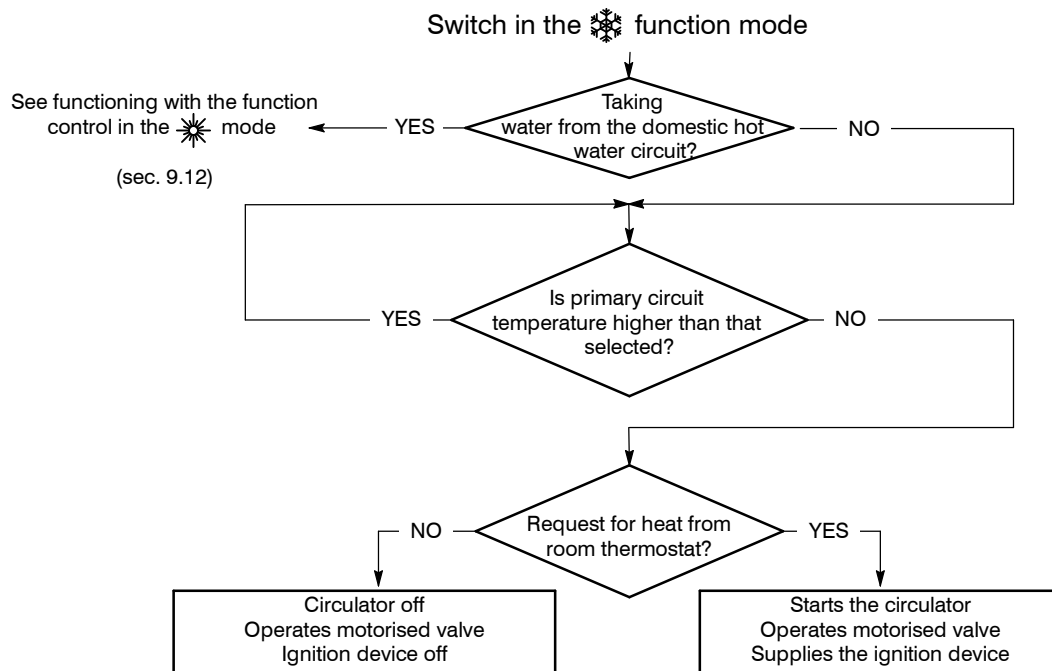 Switch in the function mode
Taking
water from the domestic hot
water circuit?
YES
NO
See functioning with the function
control in the mode
(sec. 9.12)
Is primary circuit
temperature higher than that
selected?
YES
NO
Request for heat from
room thermostat?
NO
YES
Circulator off
Operates motorised valve
Ignition device off
Starts the circulator
Operates motorised valve
Supplies the ignition device